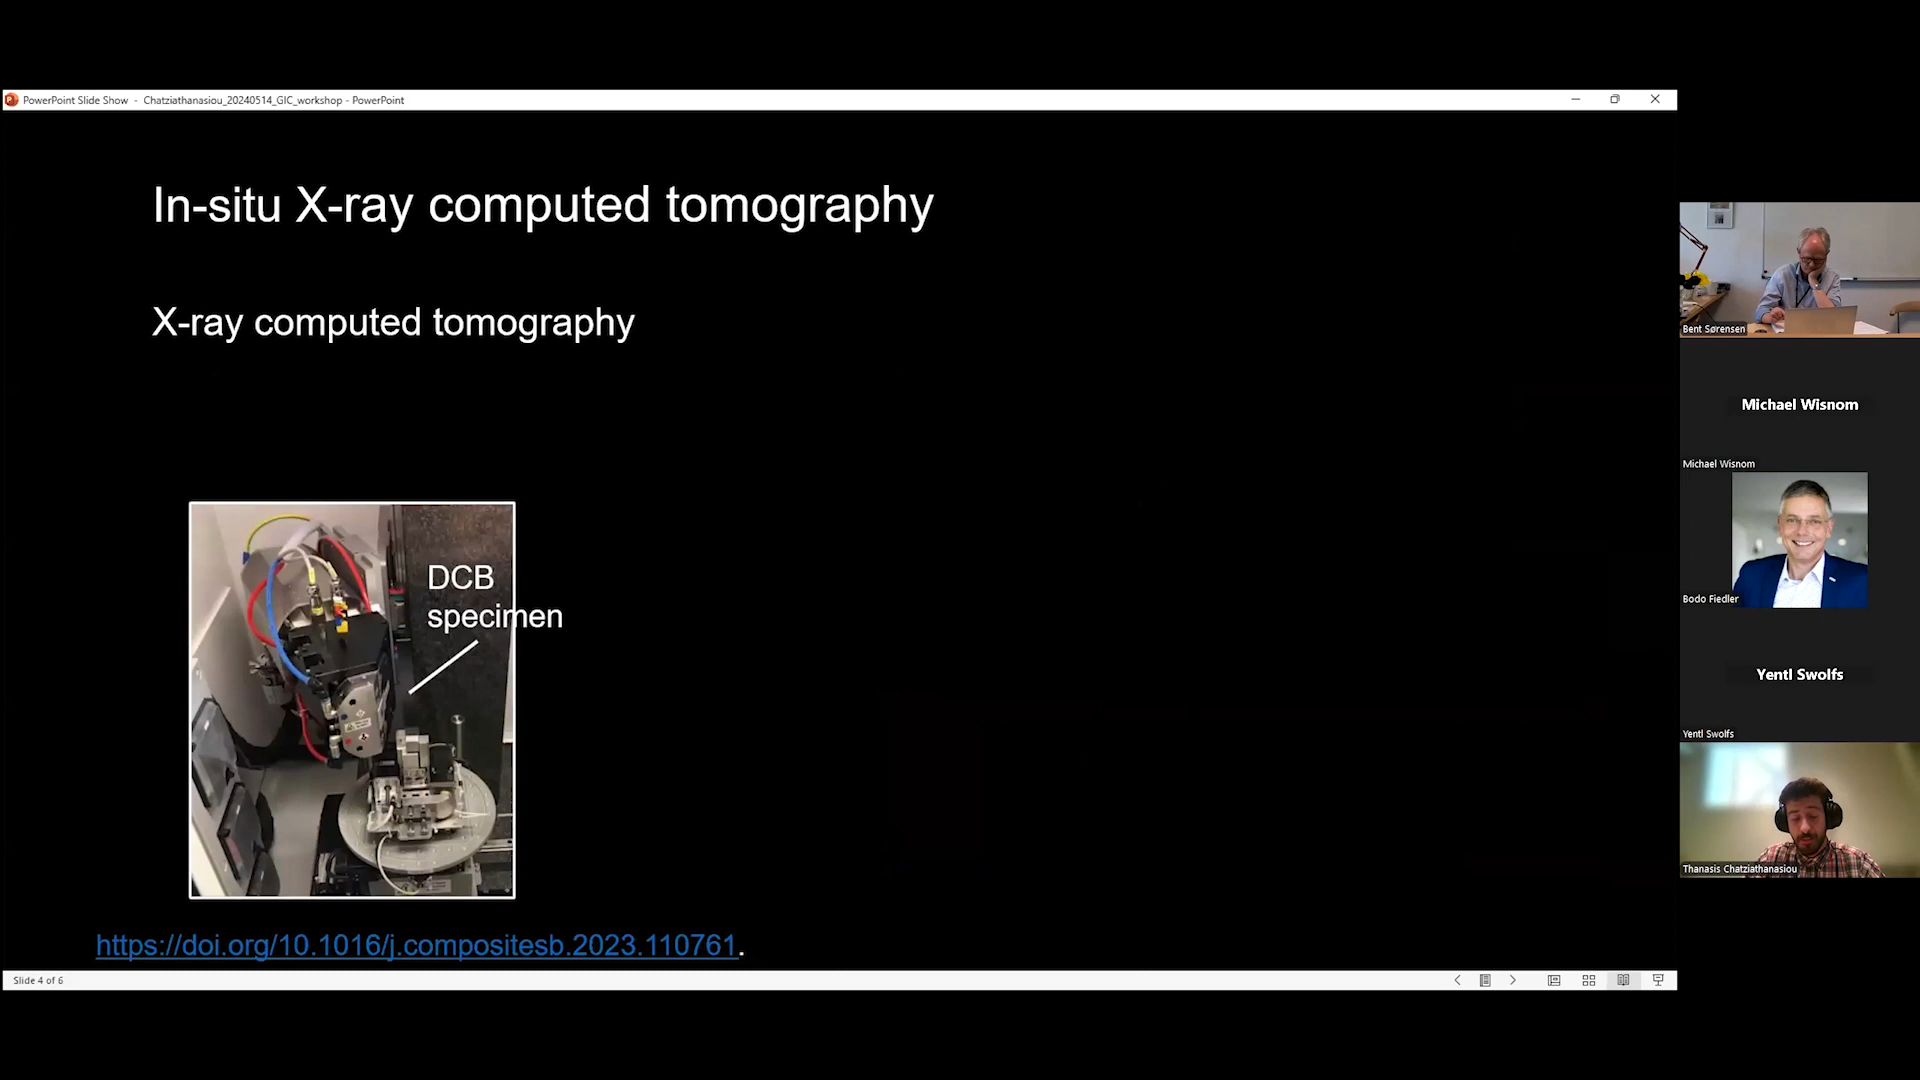 PowerPoint Slide Show - Chatziathanasiou_20240514_GIC_workshop - PowerPoint
In-situ X-ray computed tomography
X-ray computed tomography
DCB
specimen
https://doi.org/10.1016/j.compositesb.2023.110761.
Slide 4 of 6
Bent Sørensen
Michael Wisnom
Michael Wisnom
Bodo Fiedler
Yentl Swolfs
Yentl Swolfs
Thanasis Chatziathanasiou